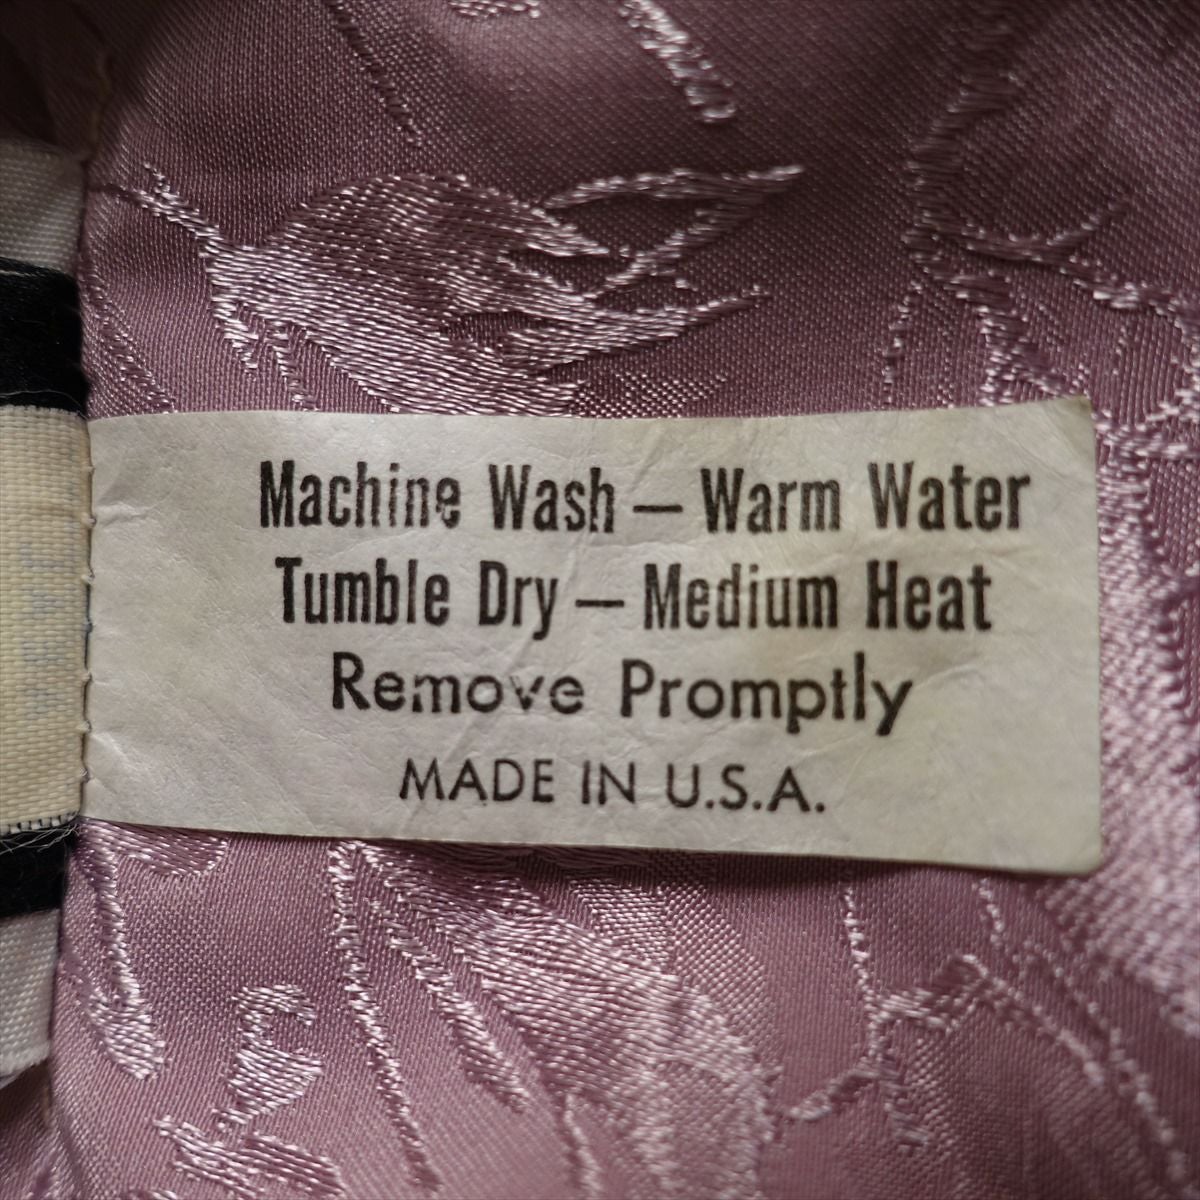 Machine Wash — Warm Water
Tumble Dry — Medium Heat
Remove Promptly
MADE IN U.S.A.